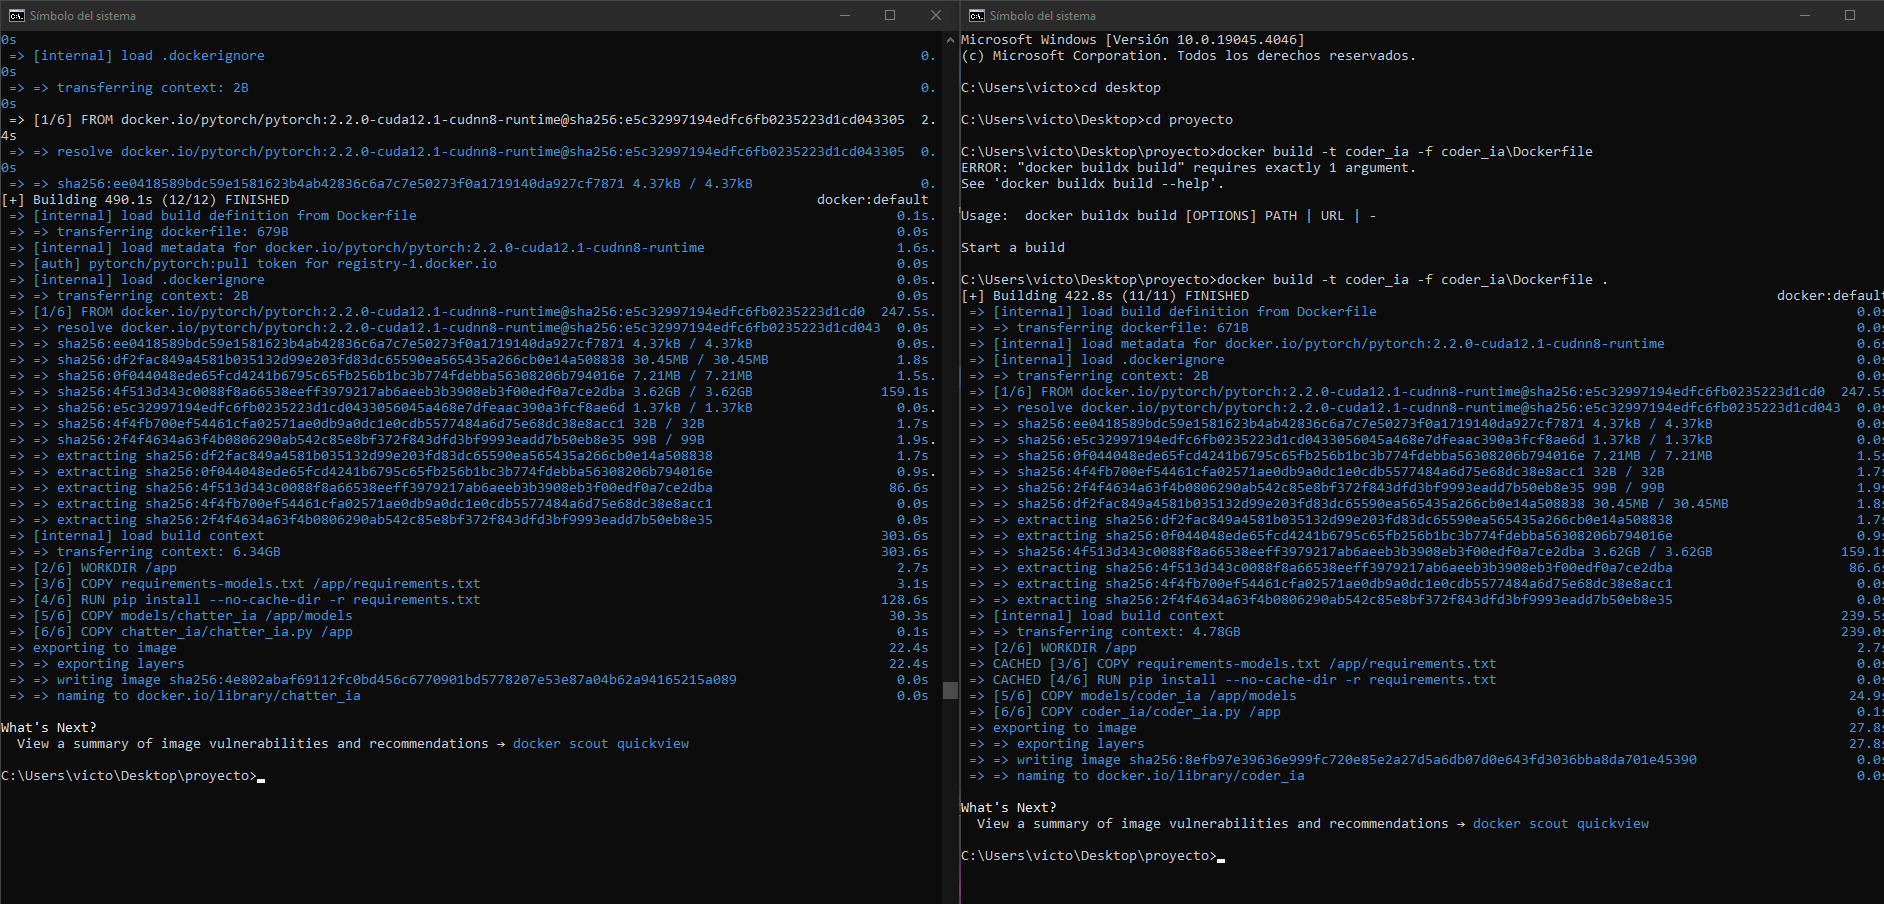 Símbolo del sistema
0s
=> [internal] load .dockerignore 0.
0s
=> => transferring context: 2B 0.
0s
=> [1/6] FROM docker.io/pytorch/pytorch:2.2.0-cuda12.1-cudnn8-runtime@sha256:e5c32997194edfc6fb0235223d1cd043305 2.
4s
=> => resolve docker.io/pytorch/pytorch:2.2.0-cuda12.1-cudnn8-runtime@sha256:e5c32997194edfc6fb0235223d1cd043305 0.
0s
=> => sha256:ee0418589bdc59e1581623b4ab42836c6a7c7e50273f0a1719140da927cf7871 4.37kB / 4.37kB 0.
[+] Building 490.1s (12/12) FINISHED docker:default
=> [internal] load build definition from Dockerfile 0.1s.
=> => transferring dockerfile: 679B 0.0s
=> [internal] load metadata for docker.io/pytorch/pytorch:2.2.0-cuda12.1-cudnn8-runtime 1.6s.
=> [auth] pytorch/pytorch:pull token for registry-1.docker.io 0.0s
=> [internal] load .dockerignore 0.0s.
=> => transferring context: 2B 0.0s
=> [1/6] FROM docker.io/pytorch/pytorch:2.2.0-cuda12.1-cudnn8-runtime@sha256:e5c32997194edfc6fb0235223d1cd0 247.5s.
=> => resolve docker.io/pytorch/pytorch:2.2.0-cuda12.1-cudnn8-runtime@sha256:e5c32997194edfc6fb0235223d1cd043 0.0s
=> => sha256:ee0418589bdc59e1581623b4ab42836c6a7c7e50273f0a1719140da927cf7871 4.37kB / 4.37kB 0.0s.
=> => sha256:df2fac849a4581b035132d99e203fd83dc65590ea565435a266cb0e14a508838 30.45MB / 30.45MB 1.8s
=> => sha256:0f044048ede65fcd4241b6795c65fb256b1bc3b774fdebba56308206b794016e 7.21MB / 7.21MB 1.5s.
=> => sha256:4f513d343c0088f8a66538eeff3979217ab6aeeb3b3908eb3f00edf0a7ce2dba 3.62GB / 3.62GB 159.1s
=> => sha256:e5c32997194edfc6fb0235223d1cd0433056045a468e7dfeaac390a3fcf8ae6d 1.37kB / 1.37kB 0.0s.
=> => sha256:4f4fb700ef54461cfa02571ae0db9a0dc1e0cdb5577484a6d75e68dc38e8acc1 32B / 32B 1.7s
=> => sha256:2f4f4634a63f4b0806290ab542c85e8bf372f843dfd3bf9993eadd7b50eb8e35 99B / 99B 1.9s.
=> => extracting sha256:df2fac849a4581b035132d99e203fd83dc65590ea565435a266cb0e14a508838 1.7s
=> => extracting sha256:0f044048ede65fcd4241b6795c65fb256b1bc3b774fdebba56308206b794016e 0.9s.
=> => extracting sha256:4f513d343c0088f8a66538eeff3979217ab6aeeb3b3908eb3f00edf0a7ce2dba 86.6s
=> => extracting sha256:4f4fb700ef54461cfa02571ae0db9a0dc1e0cdb5577484a6d75e68dc38e8acc1 0.0s
=> => extracting sha256:2f4f4634a63f4b0806290ab542c85e8bf372f843dfd3bf9993eadd7b50eb8e35 0.0s
=> [internal] load build context 303.6s
=> => transferring context: 6.34GB 303.6s
=> [2/6] WORKDIR /app 2.7s
=> [3/6] COPY requirements-models.txt /app/requirements.txt 3.1s
=> [4/6] RUN pip install --no-cache-dir -r requirements.txt 128.6s
=> [5/6] COPY models/chatter_ia /app/models 30.3s
=> [6/6] COPY chatter_ia/chatter_ia.py /app 0.1s
=> exporting to image 22.4s
=> => exporting layers 22.4s
=> => writing image sha256:4e802abaf69112fc0bd456c6770901bd5778207e53e87a04b62a94165215a089 0.0s
=> => naming to docker.io/library/chatter_ia 0.0s
What's Next?
View a summary of image vulnerabilities and recommendations → docker scout quickview
C:\Users\victo\Desktop\proyecto>
Símbolo del sistema
Microsoft Windows [Versión 10.0.19045.4046]
(c) Microsoft Corporation. Todos los derechos reservados.
C:\Users\victo>cd desktop
C:\Users\victo\Desktop>cd proyecto
C:\Users\victo\Desktop\proyecto>docker build -t coder_ia -f coder_ia\Dockerfile
ERROR: "docker buildx build" requires exactly 1 argument.
See 'docker buildx build --help'.
Usage:  docker buildx build [OPTIONS] PATH | URL | -
Start a build
C:\Users\victo\Desktop\proyecto>docker build -t coder_ia -f coder_ia\Dockerfile .
[+] Building 422.8s (11/11) FINISHED docker:default
=> [internal] load build definition from Dockerfile 0.0s
=> => transferring dockerfile: 671B 0.0s
=> [internal] load metadata for docker.io/pytorch/pytorch:2.2.0-cuda12.1-cudnn8-runtime 0.6s
=> [internal] load .dockerignore 0.0s
=> => transferring context: 2B 0.0s
=> [1/6] FROM docker.io/pytorch/pytorch:2.2.0-cuda12.1-cudnn8-runtime@sha256:e5c32997194edfc6fb0235223d1cd0 247.5s
=> => resolve docker.io/pytorch/pytorch:2.2.0-cuda12.1-cudnn8-runtime@sha256:e5c32997194edfc6fb0235223d1cd043 0.0s
=> => sha256:ee0418589bdc59e1581623b4ab42836c6a7c7e50273f0a1719140da927cf7871 4.37kB / 4.37kB 0.0s
=> => sha256:e5c32997194edfc6fb0235223d1cd0433056045a468e7dfeaac390a3fcf8ae6d 1.37kB / 1.37kB 0.0s
=> => sha256:0f044048ede65fcd4241b6795c65fb256b1bc3b774fdebba56308206b794016e 7.21MB / 7.21MB 1.5s
=> => sha256:4f4fb700ef54461cfa02571ae0db9a0dc1e0cdb5577484a6d75e68dc38e8acc1 32B / 32B 1.7s
=> => sha256:2f4f4634a63f4b0806290ab542c85e8bf372f843dfd3bf9993eadd7b50eb8e35 99B / 99B 1.9s
=> => sha256:df2fac849a4581b035132d99e203fd83dc65590ea565435a266cb0e14a508838 30.45MB / 30.45MB 1.8s
=> => extracting sha256:df2fac849a4581b035132d99e203fd83dc65590ea565435a266cb0e14a508838 1.7s
=> => extracting sha256:0f044048ede65fcd4241b6795c65fb256b1bc3b774fdebba56308206b794016e 0.9s
=> => sha256:4f513d343c0088f8a66538eeff3979217ab6aeeb3b3908eb3f00edf0a7ce2dba 3.62GB / 3.62GB 159.1s
=> => extracting sha256:4f513d343c0088f8a66538eeff3979217ab6aeeb3b3908eb3f00edf0a7ce2dba 86.6s
=> => extracting sha256:4f4fb700ef54461cfa02571ae0db9a0dc1e0cdb5577484a6d75e68dc38e8acc1 0.0s
=> => extracting sha256:2f4f4634a63f4b0806290ab542c85e8bf372f843dfd3bf9993eadd7b50eb8e35 0.0s
=> [internal] load build context 239.5s
=> => transferring context: 4.78GB 239.0s
=> [2/6] WORKDIR /app 2.7s
=> CACHED [3/6] COPY requirements-models.txt /app/requirements.txt 0.0s
=> CACHED [4/6] RUN pip install --no-cache-dir -r requirements.txt 0.0s
=> [5/6] COPY models/coder_ia /app/models 24.9s
=> [6/6] COPY coder_ia/coder_ia.py /app 0.1s
=> exporting to image 27.8s
=> => exporting layers 27.8s
=> => writing image sha256:8efb97e39636e999fc720e85e2a27d5a6db07d0e643fd3036bba8da701e45390 0.0s
=> => naming to docker.io/library/coder_ia 0.0s
What's Next?
View a summary of image vulnerabilities and recommendations → docker scout quickview
C:\Users\victo\Desktop\proyecto>